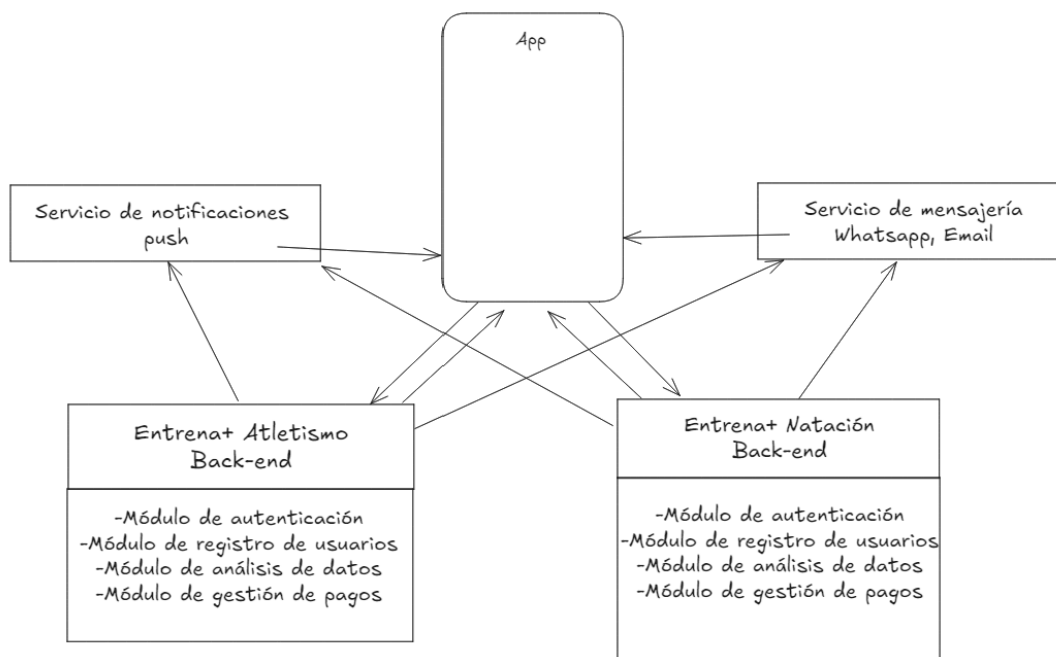 App
Servicio de notificaciones
push
Servicio de mensajería
Whatsapp, Email
Entrena+ Atletismo
Back-end
-Módulo de autenticación
-Módulo de registro de usuarios
-Módulo de análisis de datos
-Módulo de gestión de pagos
Entrena+ Natación
Back-end
-Módulo de autenticación
-Módulo de registro de usuarios
-Módulo de análisis de datos
-Módulo de gestión de pagos